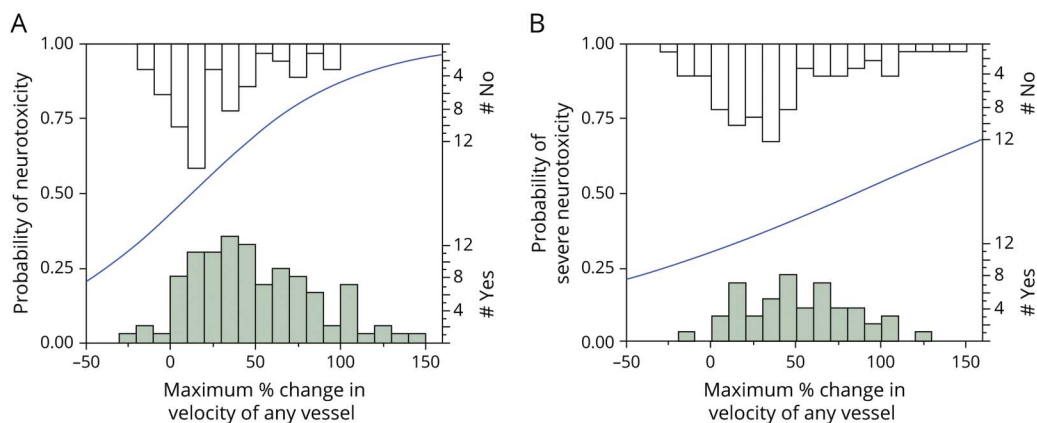 A
Probability of neurotoxicity
1.00
0.75
0.50
0.25
0.00
4
8
12
# No
12
8
4
# Yes
−50
0
50
100
150
Maximum % change in
velocity of any vessel
B
Probability of
severe neurotoxicity
1.00
0.75
0.50
0.25
0.00
4
8
12
# No
12
8
4
# Yes
−50
0
50
100
150
Maximum % change in
velocity of any vessel